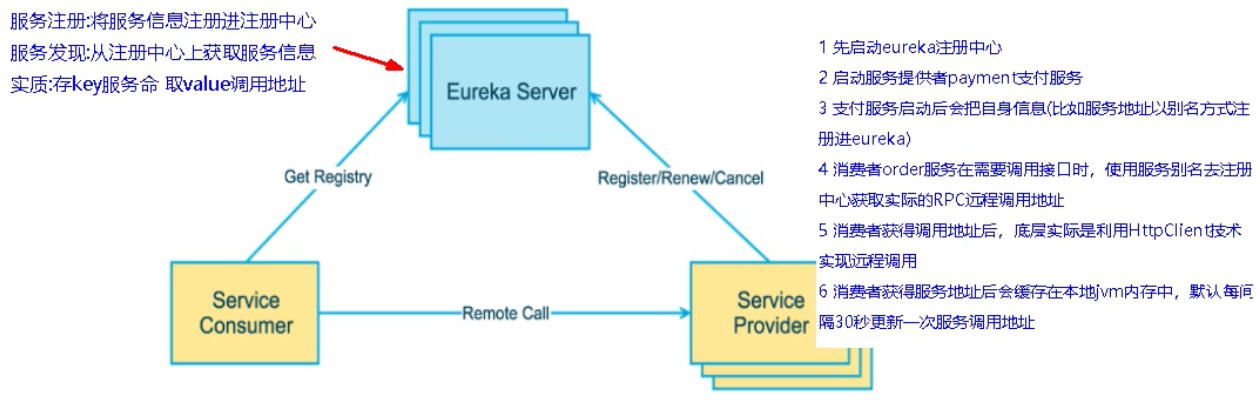 服务注册:将服务信息注册进注册中心
服务发现:从注册中心上获取服务信息
实质:存key服务命 取value调用地址
Eureka Server
Get Registry
Register/Renew/Cancel
Service
Consumer
Remote Call
Service
Provider
1 先启动eureka注册中心
2 启动服务提供者payment支付服务
3 支付服务启动后会把自身信息(比如服务地址以别名方式注
册进eureka)
4 消费者order服务在需要调用接口时，使用服务别名去注册
中心获取实际的RPC远程调用地址
5 消费者获得调用地址后，底层实际是利用HttpClient技术
实现远程调用
6 消费者获得服务地址后会缓存在本地jvm内存中，默认每间
隔30秒更新一次服务调用地址